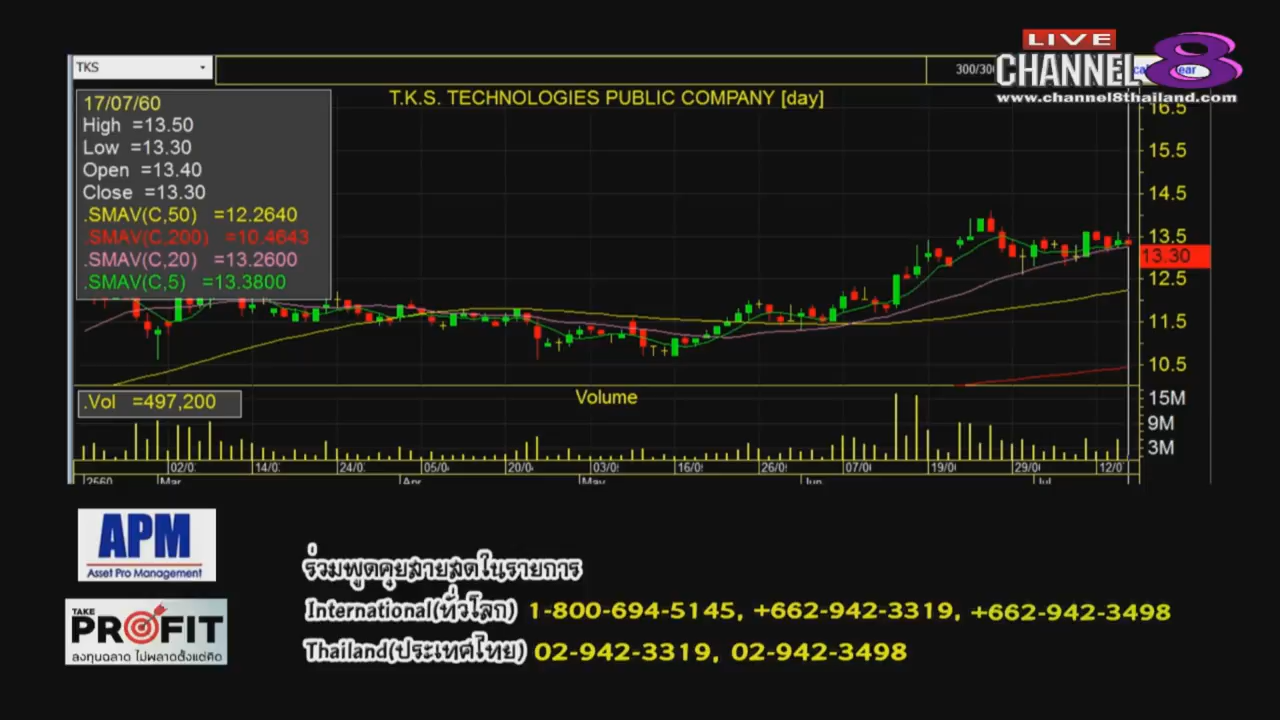 LIVE
CHANNEL 8
www.channel8thailand.com
TKS
T.K.S. TECHNOLOGIES PUBLIC COMPANY [day]
17/07/60
High =13.50
Low =13.30
Open =13.40
Close =13.30
.SMAV(C,50) =12.2640
.SMAV(C,200) =10.4643
.SMAV(C,20) =13.2600
.SMAV(C,5) =13.3800
16.5
15.5
14.5
13.5
13.30
12.5
11.5
10.5
.Vol =497,200
Volume
15M
9M
3M
02/0 14/0 24/0 05/0 20/0 03/0 16/0 26/0 07/0 19/0 29/0 12/0
2560 Mar Apr May Jun Jul
APM
Asset Pro Management
TAKE
PROFIT
ลงทุนฉลาด ไม่พลาดตั้งแต่คิด
ร่วมพูดคุยสายสดในรายการ
International(ทั่วโลก) 1-800-694-5145, +662-942-3319, +662-942-3498
Thailand(ประเทศไทย) 02-942-3319, 02-942-3498